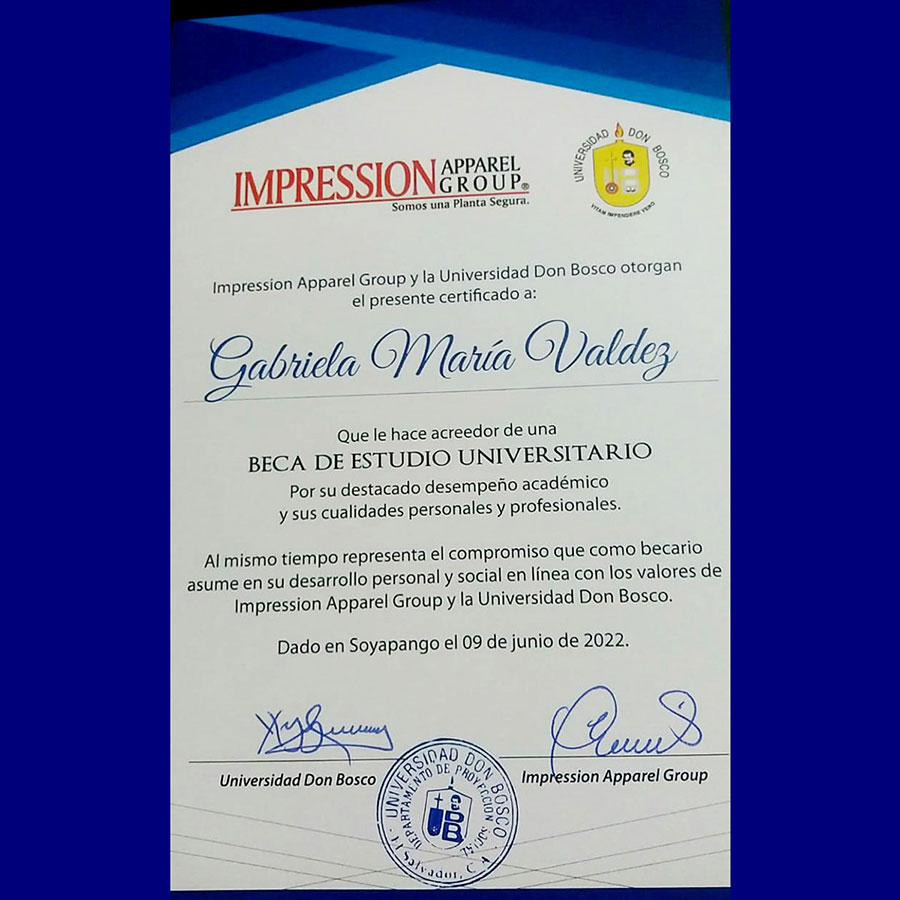 IMPRESSION APPAREL GROUP®
Somos una Planta Segura.
UNIVERSIDAD DON BOSCO
VITAM IMPENDERE VERO
Impression Apparel Group y la Universidad Don Bosco otorgan
el presente certificado a:
Gabriela María Valdez
Que le hace acreedor de una
BECA DE ESTUDIO UNIVERSITARIO
Por su destacado desempeño académico
y sus cualidades personales y profesionales.
Al mismo tiempo representa el compromiso que como becario
asume en su desarrollo personal y social en línea con los valores de
Impression Apparel Group y la Universidad Don Bosco.
Dado en Soyapango el 09 de junio de 2022.
Universidad Don Bosco
Impression Apparel Group
UNIVERSIDAD DON BOSCO
DEPARTAMENTO DE PROYECCION SOCIAL
El Salvador, C.A.